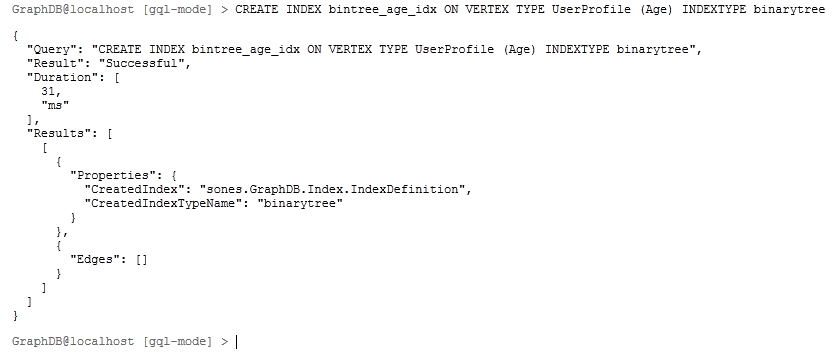 GraphDB@localhost [gql-mode] > CREATE INDEX bintree_age_idx ON VERTEX TYPE UserProfile (Age) INDEXTYPE binarytree
{
  "Query": "CREATE INDEX bintree_age_idx ON VERTEX TYPE UserProfile (Age) INDEXTYPE binarytree",
  "Result": "Successful",
  "Duration": [
    31,
    "ms"
  ],
  "Results": [
    [
      {
        "Properties": {
          "CreatedIndex": "sones.GraphDB.Index.IndexDefinition",
          "CreatedIndexTypeName": "binarytree"
        }
      },
      {
        "Edges": []
      }
    ]
  ]
}
GraphDB@localhost [gql-mode] >